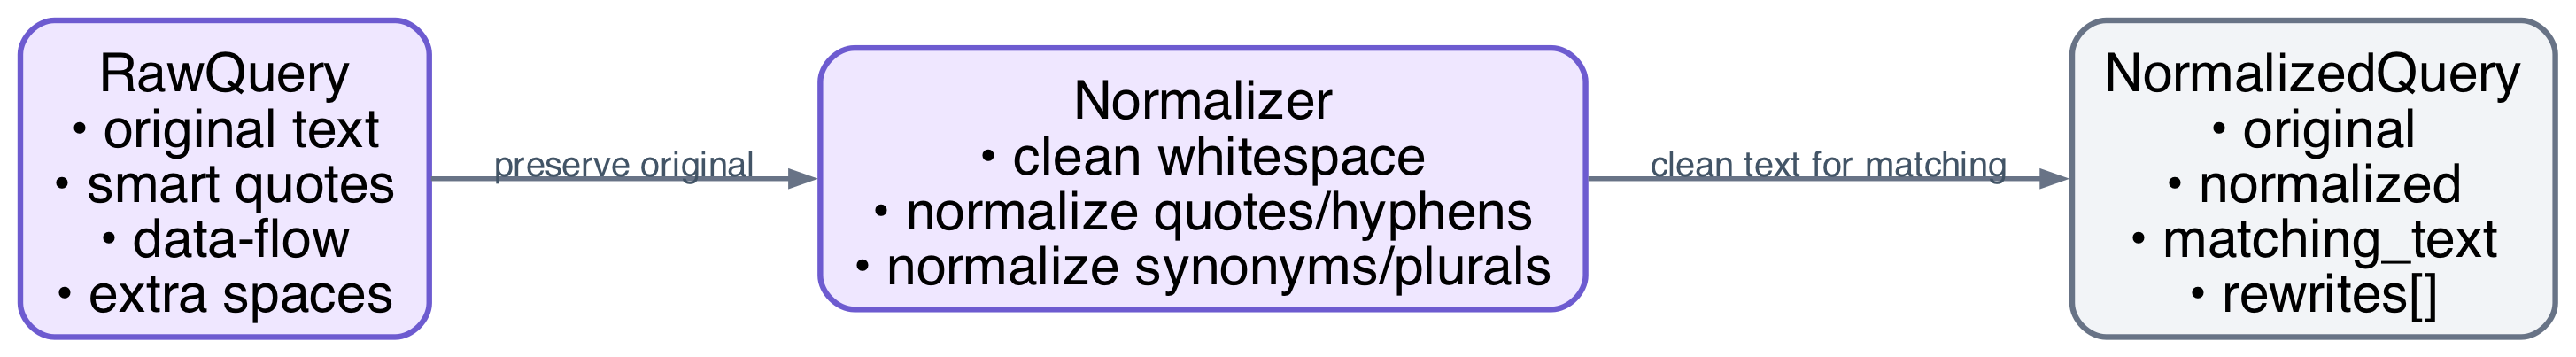 RawQuery
• original text
• smart quotes
• data-flow
• extra spaces
preserve original
Normalizer
• clean whitespace
• normalize quotes/hyphens
• normalize synonyms/plurals
clean text for matching
NormalizedQuery
• original
• normalized
• matching_text
• rewrites[]